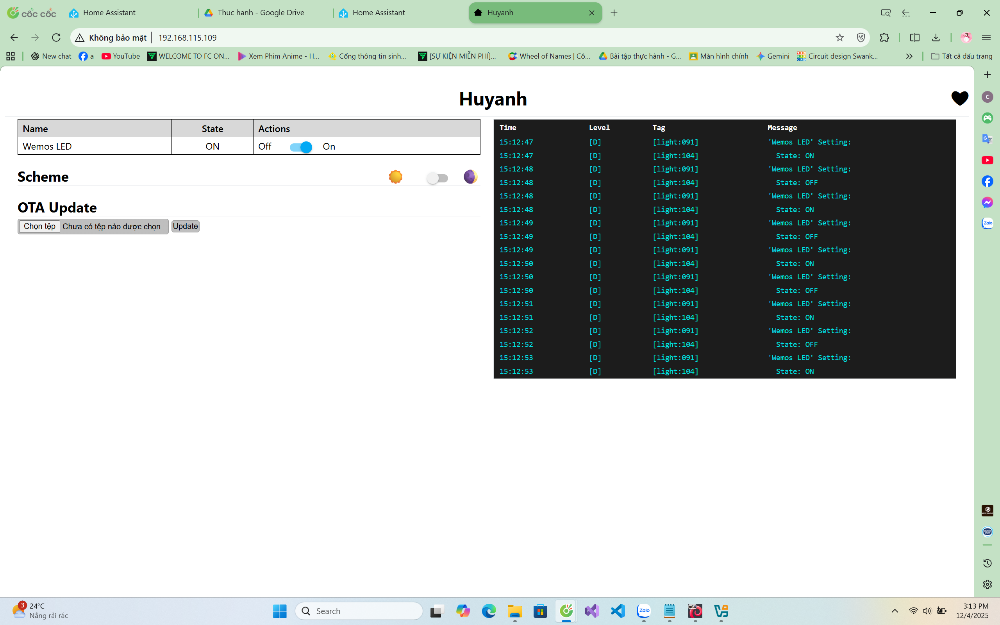 cốc cốc Home Assistant Thuc hanh - Google Drive Home Assistant Huyanh
Không bảo mật 192.168.115.109
New chat a YouTube WELCOME TO FC ON... Xem Phim Anime - H... Cổng thông tin sinh... [SỰ KIỆN MIỄN PHÍ]... Wheel of Names | Cô... Bài tập thực hành - G... Màn hình chính Gemini Circuit design Swank... Tất cả dấu trang
Huyanh
Name State Actions
Wemos LED ON Off On
Scheme
OTA Update
Chọn tệp Chưa có tệp nào được chọn Update
Time Level Tag Message
15:12:47 [D] [light:091] 'Wemos LED' Setting:
15:12:47 [D] [light:104] State: ON
15:12:48 [D] [light:091] 'Wemos LED' Setting:
15:12:48 [D] [light:104] State: OFF
15:12:48 [D] [light:091] 'Wemos LED' Setting:
15:12:48 [D] [light:104] State: ON
15:12:49 [D] [light:091] 'Wemos LED' Setting:
15:12:49 [D] [light:104] State: OFF
15:12:49 [D] [light:091] 'Wemos LED' Setting:
15:12:50 [D] [light:104] State: ON
15:12:50 [D] [light:091] 'Wemos LED' Setting:
15:12:50 [D] [light:104] State: OFF
15:12:51 [D] [light:091] 'Wemos LED' Setting:
15:12:51 [D] [light:104] State: ON
15:12:52 [D] [light:091] 'Wemos LED' Setting:
15:12:52 [D] [light:104] State: OFF
15:12:53 [D] [light:091] 'Wemos LED' Setting:
15:12:53 [D] [light:104] State: ON
C
Zalo
3 24°C
Nắng rải rác
Search
Zalo
x64
3:13 PM
12/4/2025